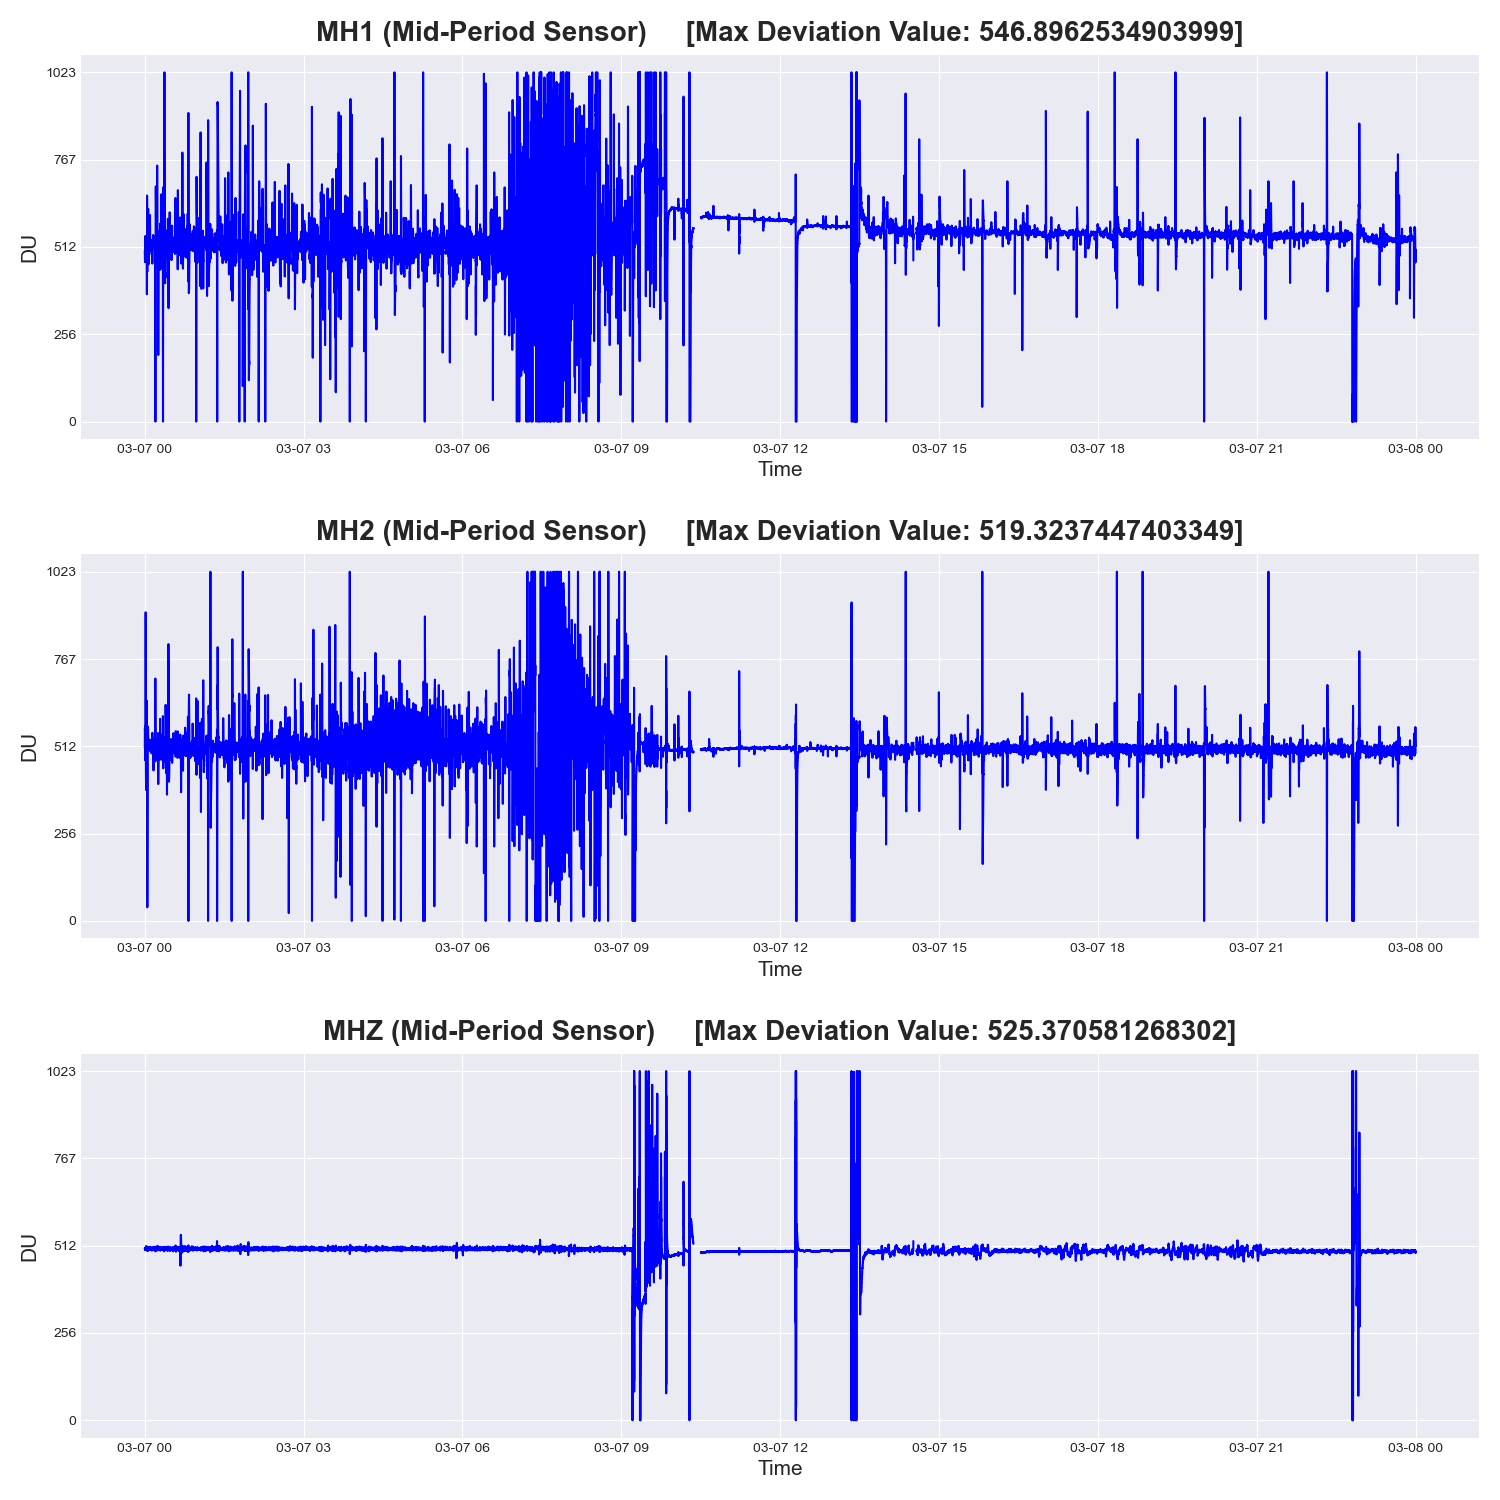 MH1 (Mid-Period Sensor) [Max Deviation Value: 546.8962534903999]
DU
1023
767
512
256
0
03-07 00 03-07 03 03-07 06 03-07 09 03-07 12 03-07 15 03-07 18 03-07 21 03-08 00
Time
MH2 (Mid-Period Sensor) [Max Deviation Value: 519.3237447403349]
DU
1023
767
512
256
0
03-07 00 03-07 03 03-07 06 03-07 09 03-07 12 03-07 15 03-07 18 03-07 21 03-08 00
Time
MHZ (Mid-Period Sensor) [Max Deviation Value: 525.370581268302]
DU
1023
767
512
256
0
03-07 00 03-07 03 03-07 06 03-07 09 03-07 12 03-07 15 03-07 18 03-07 21 03-08 00
Time